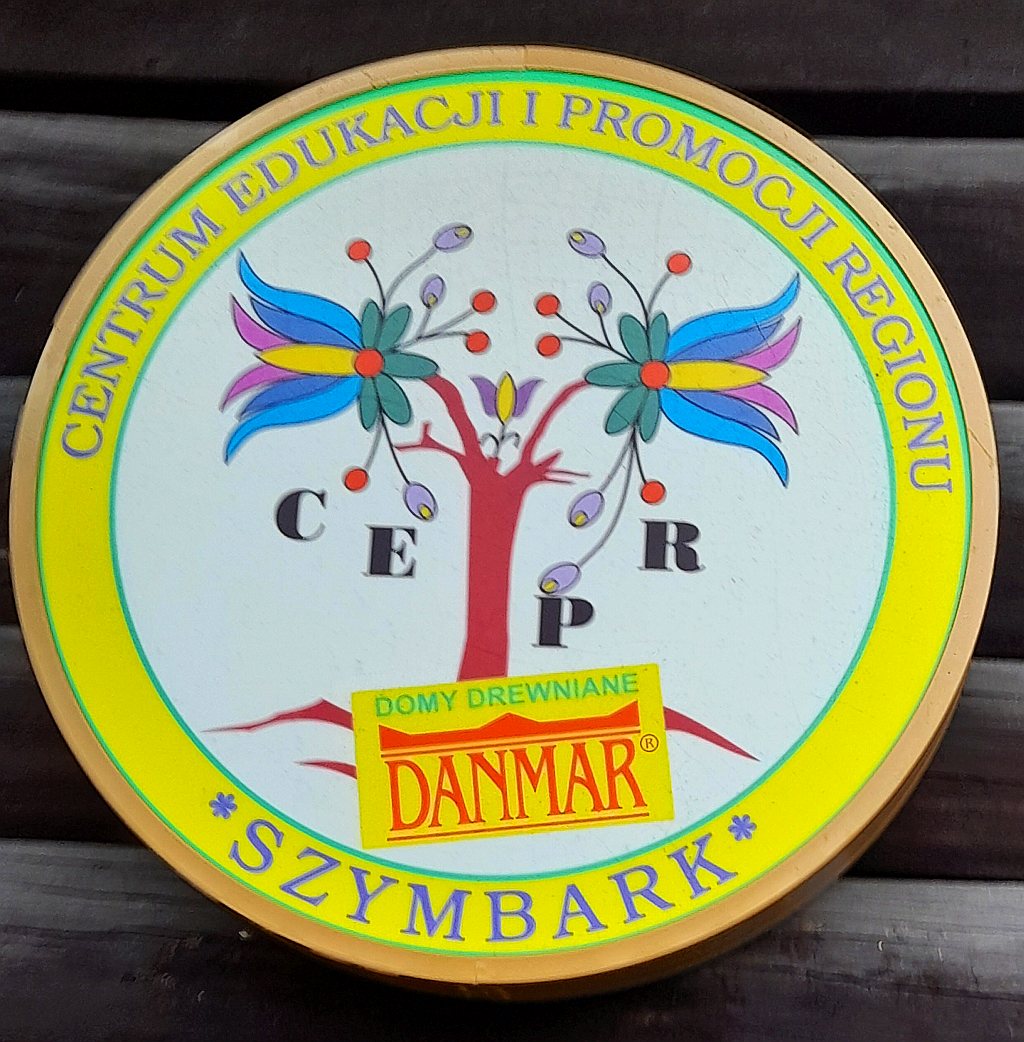 CENTRUM EDUKACJI I PROMOCJI REGIONU
C E P R
DOMY DREWNIANE
DANMAR®
*SZYMBARK*